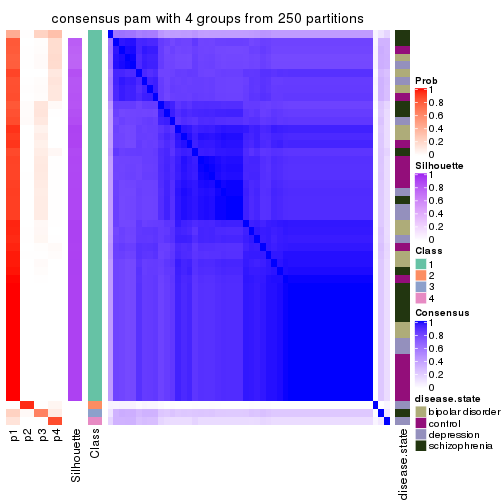 consensus pam with 4 groups from 250 partitions
p1
p2
p3
p4
Silhouette
Class
disease.state
Prob
1
0.8
0.6
0.4
0.2
0
Silhouette
1
0.8
0.6
0.4
0.2
0
Class
1
2
3
4
Consensus
1
0.8
0.6
0.4
0.2
0
disease.state
bipolar disorder
control
depression
schizophrenia